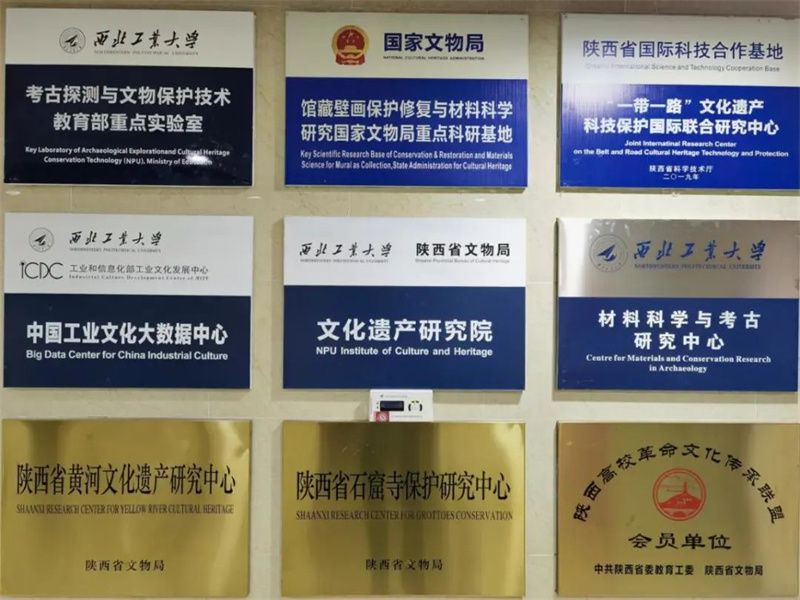 西北工业大学
NORTHWESTERN POLYTECHNICAL UNIVERSITY
考古探测与文物保护技术
教育部重点实验室
Key Laboratory of Archaeological Explorationand Cultural Heritage
Conservation Technology (NPU), Ministry of Education
国家文物局
NATIONAL CULTURAL HERITAGE ADMINISTRATION
馆藏壁画保护修复与材料科学
研究国家文物局重点科研基地
Key Scientific Research Base of Conservation & Restoration and Materials
Science for Mural as Collection,State Administration for Cultural Heritage
陕西省国际科技合作基地
Shaanxi International Science and Technology Cooperation Base
“一带一路”文化遗产
科技保护国际联合研究中心
Joint Internatinal Research Center
on the Belt and Road Cultural Heritage Technology and Protection
陕西省科学技术厅
二〇一九年
西北工业大学
NORTHWESTERN POLYTECHNICAL UNIVERSITY
ICDC 工业和信息化部工业文化发展中心
Industrial Culture Development Center of MIIT
中国工业文化大数据中心
Big Data Center for China Industrial Culture
西北工业大学 陕西省文物局
NORTHWESTERN POLYTECHNICAL UNIVERSITY Shaanxi Provincial Bureau of Cultural Heritage
文化遗产研究院
NPU Institute of Culture and Heritage
西北工业大学
NORTHWESTERN POLYTECHNICAL UNIVERSITY
材料科学与考古
研究中心
Centre for Materials and Conservation Research
in Archaeology
陕西省黄河文化遗产研究中心
SHAANXI RESEARCH CENTER FOR YELLOW RIVER CULTURAL HERITAGE
陕西省文物局
陕西省石窟寺保护研究中心
SHAANXI RESEARCH CENTER FOR GROTTOES CONSERVATION
陕西省文物局
陕西高校革命文化传承联盟
会员单位
中共陕西省委教育工委 陕西省文物局